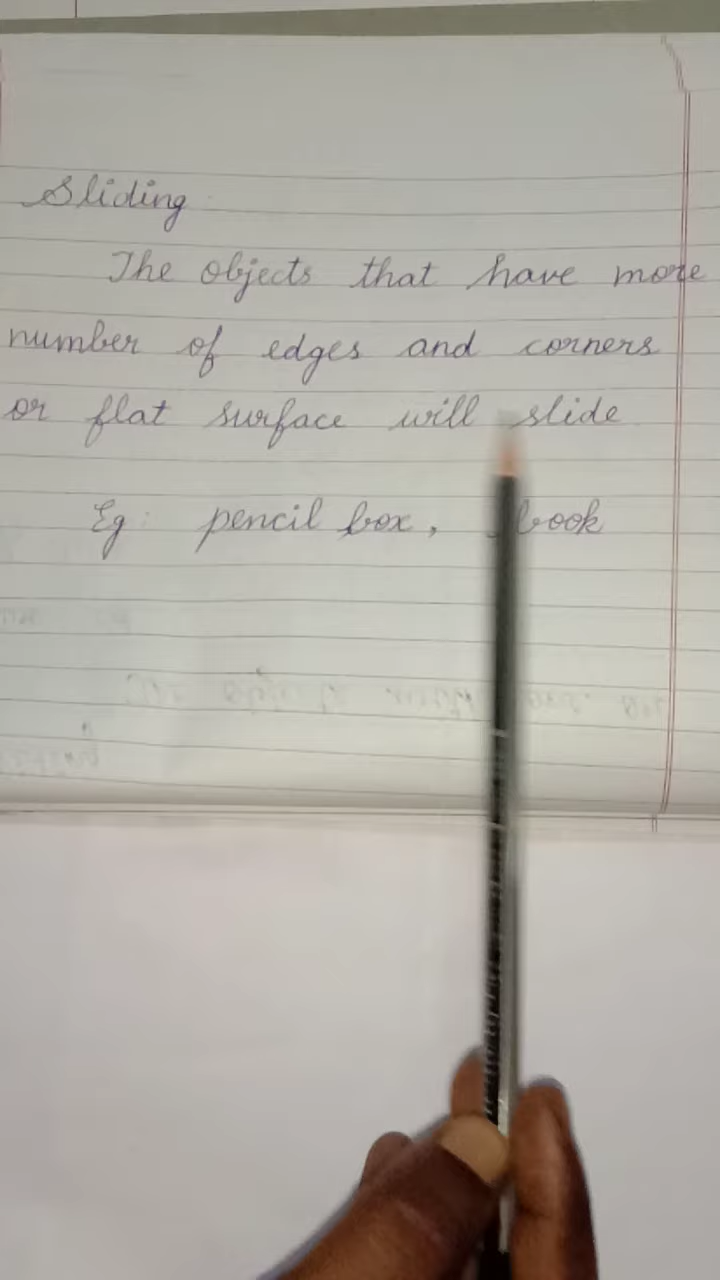 Sliding
The objects that have more
number of edges and corners
or flat surface will slide
Eg: pencil box, book